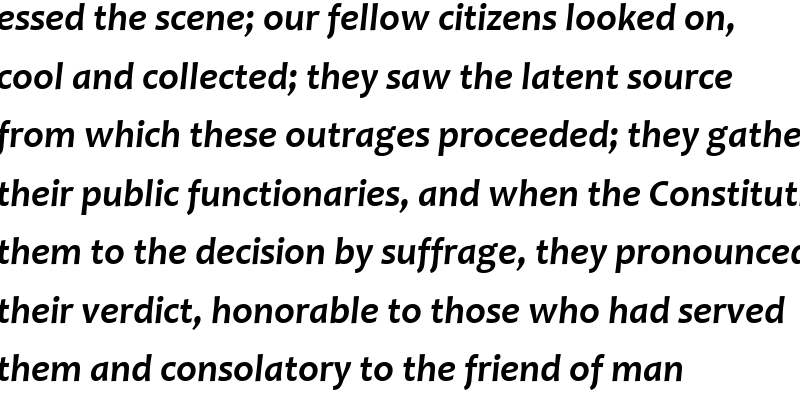 essed the scene; our fellow citizens looked on,
cool and collected; they saw the latent source
from which these outrages proceeded; they gathe
their public functionaries, and when the Constitut
them to the decision by suffrage, they pronounced
their verdict, honorable to those who had served
them and consolatory to the friend of man